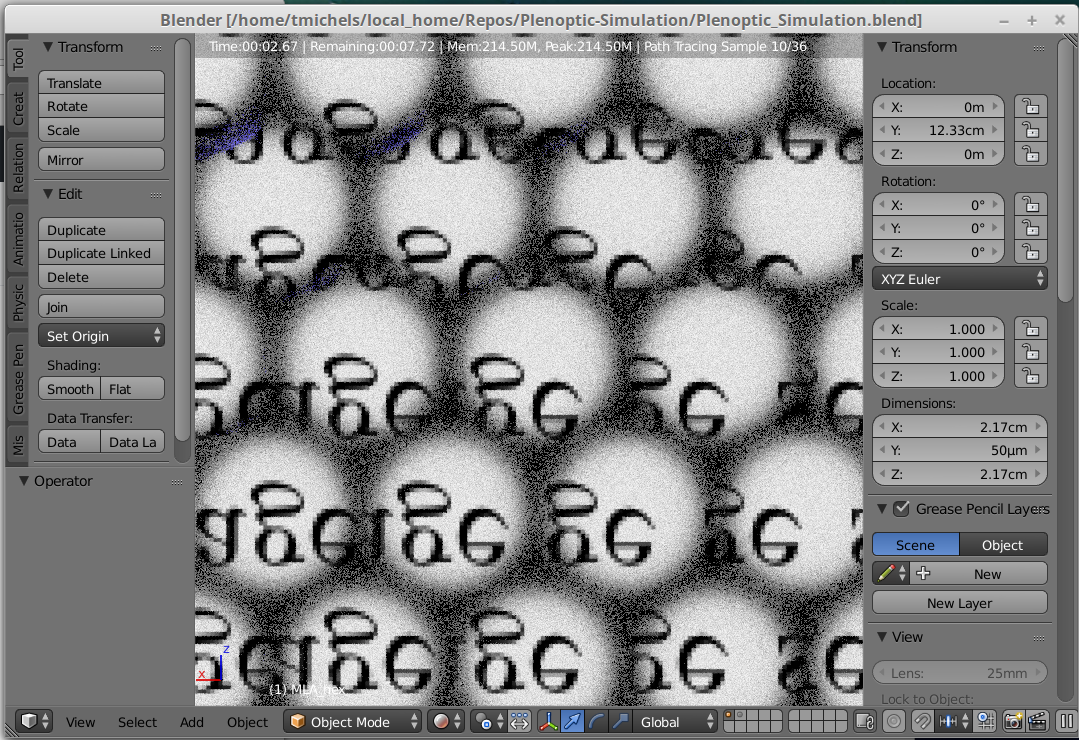 Blender [/home/tmichels/local_home/Repos/Plenoptic-Simulation/Plenoptic_Simulation.blend]
Time:00:02.67 | Remaining:00:07.72 | Mem:214.50M, Peak:214.50M | Path Tracing Sample 10/36
Tool
Creat
Relation
Animatio
Physic
Grease Pen
Mis
Transform
Translate
Rotate
Scale
Mirror
Edit
Duplicate
Duplicate Linked
Delete
Join
Set Origin
Shading:
Smooth Flat
Data Transfer:
Data Data La
Operator
z
x
(1) MLA_hex
Transform
Location:
X: 0m
Y: 12.33cm
Z: 0m
Rotation:
X: 0°
Y: 0°
Z: 0°
XYZ Euler
Scale:
X: 1.000
Y: 1.000
Z: 1.000
Dimensions:
X: 2.17cm
Y: 50µm
Z: 2.17cm
Grease Pencil Layers
Scene Object
New
New Layer
View
Lens: 25mm
Lock to Object:
View Select Add Object Object Mode Global